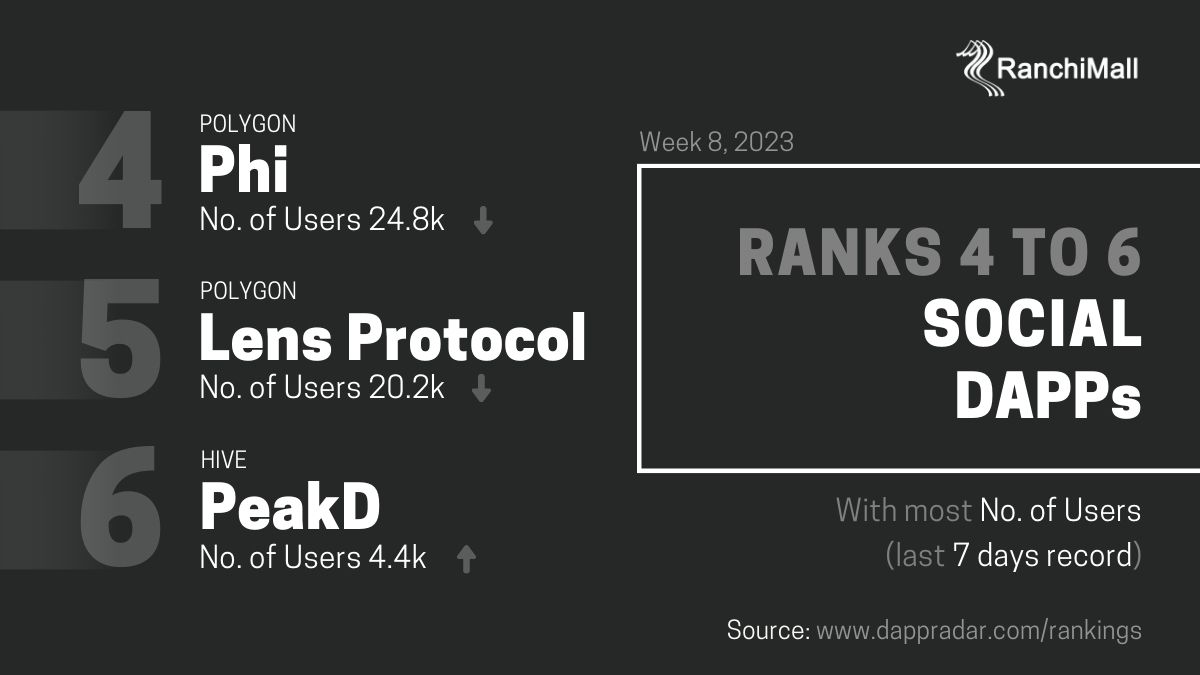 RanchiMall
4
POLYGON
Phi
No. of Users 24.8k
5
POLYGON
Lens Protocol
No. of Users 20.2k
6
HIVE
PeakD
No. of Users 4.4k
Week 8, 2023
RANKS 4 TO 6
SOCIAL
DAPPs
With most No. of Users
(last 7 days record)
Source: www.dappradar.com/rankings